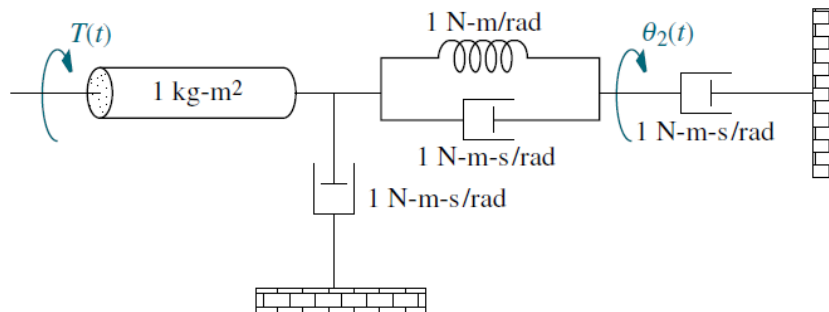 1 N-m/rad
T(t)
θ₂(t)
1 kg-m²
1 N-m-s/rad
1 N-m-s/rad
1 N-m-s/rad